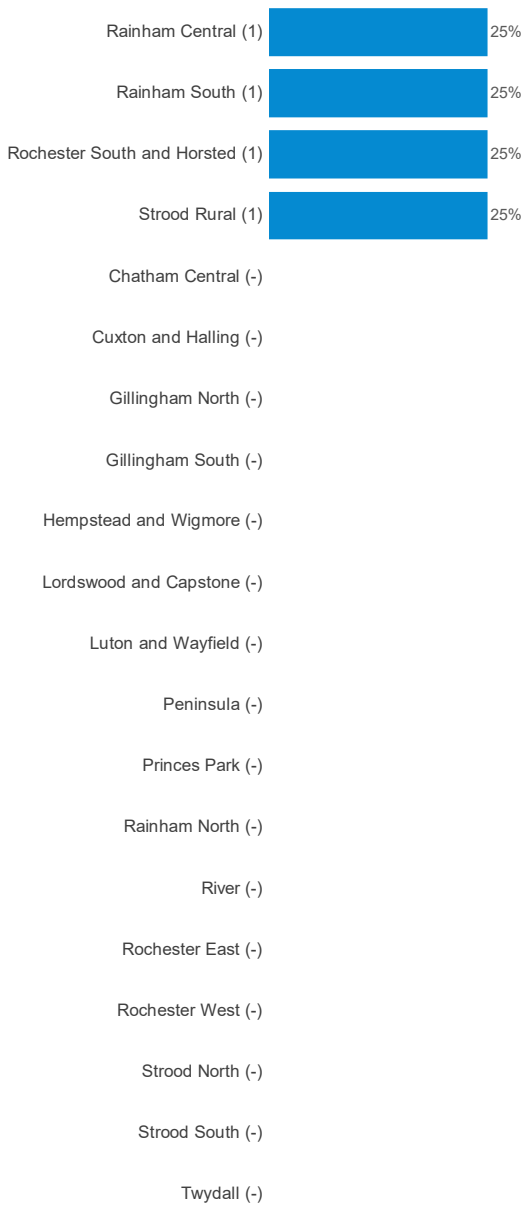 Rainham Central (1) 25%
Rainham South (1) 25%
Rochester South and Horsted (1) 25%
Strood Rural (1) 25%
Chatham Central (-)
Cuxton and Halling (-)
Gillingham North (-)
Gillingham South (-)
Hempstead and Wigmore (-)
Lordswood and Capstone (-)
Luton and Wayfield (-)
Peninsula (-)
Princes Park (-)
Rainham North (-)
River (-)
Rochester East (-)
Rochester West (-)
Strood North (-)
Strood South (-)
Twydall (-)